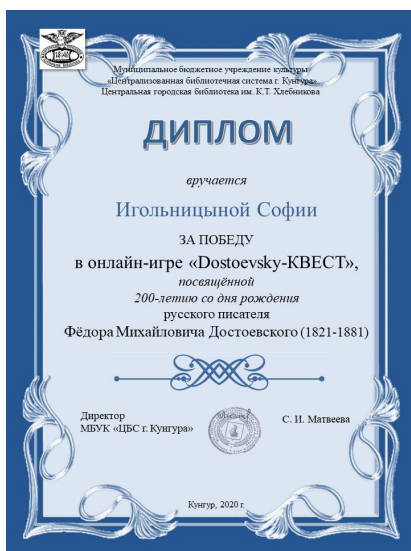 Муниципальное бюджетное учреждение культуры
«Централизованная библиотечная система г. Кунгура»
Центральная городская библиотека им. К.Т. Хлебникова
ДИПЛОМ
вручается
Игольницыной Софии
ЗА ПОБЕДУ
в онлайн-игре «Dostoevsky-КВЕСТ»,
посвящённой
200-летию со дня рождения
русского писателя
Фёдора Михайловича Достоевского (1821-1881)
Директор
МБУК «ЦБС г. Кунгура»
С. И. Матвеева
Кунгур, 2020 г.